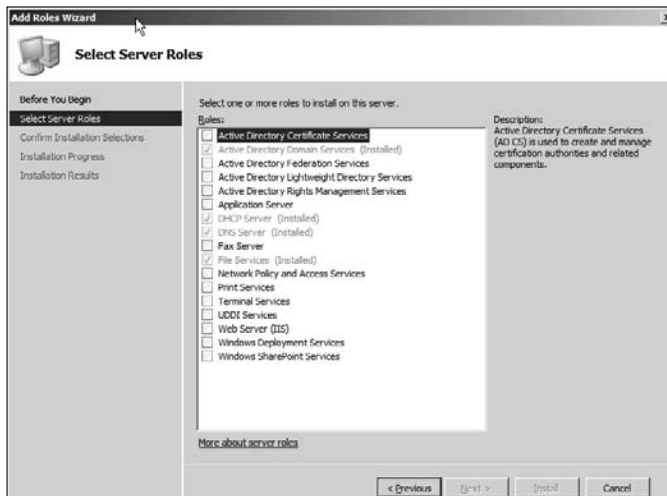 Add Roles Wizard
Select Server Roles
Before You Begin
Select Server Roles
Confirm Installation Selections
Installation Progress
Installation Results
Select one or more roles to install on this server.
Roles:
Active Directory Certificate Services
Active Directory Domain Services (Installed)
Active Directory Federation Services
Active Directory Lightweight Directory Services
Active Directory Rights Management Services
Application Server
DHCP Server (Installed)
DNS Server (Installed)
Fax Server
File Services (Installed)
Network Policy and Access Services
Print Services
Terminal Services
UDDI Services
Web Server (IIS)
Windows Deployment Services
Windows SharePoint Services
More about server roles
Description:
Active Directory Certificate Services
(AD CS) is used to create and manage
certification authorities and related
components.
< Previous
Next >
Install
Cancel